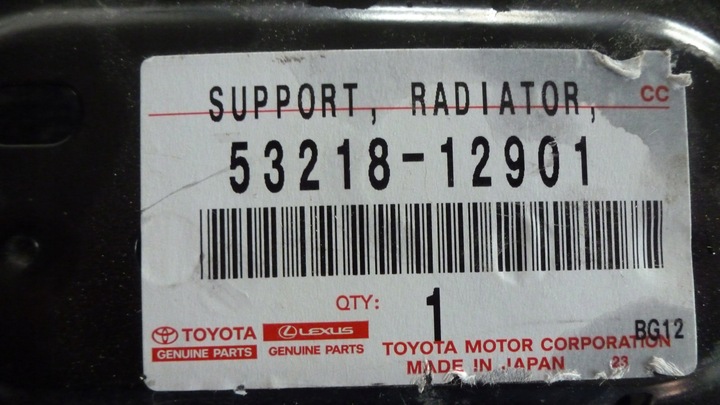 SUPPORT, RADIATOR,
CC
53218-12901
QTY: 1
TOYOTA
GENUINE PARTS
LEXUS
GENUINE PARTS
BG12
TOYOTA MOTOR CORPORATION
MADE IN JAPAN 23